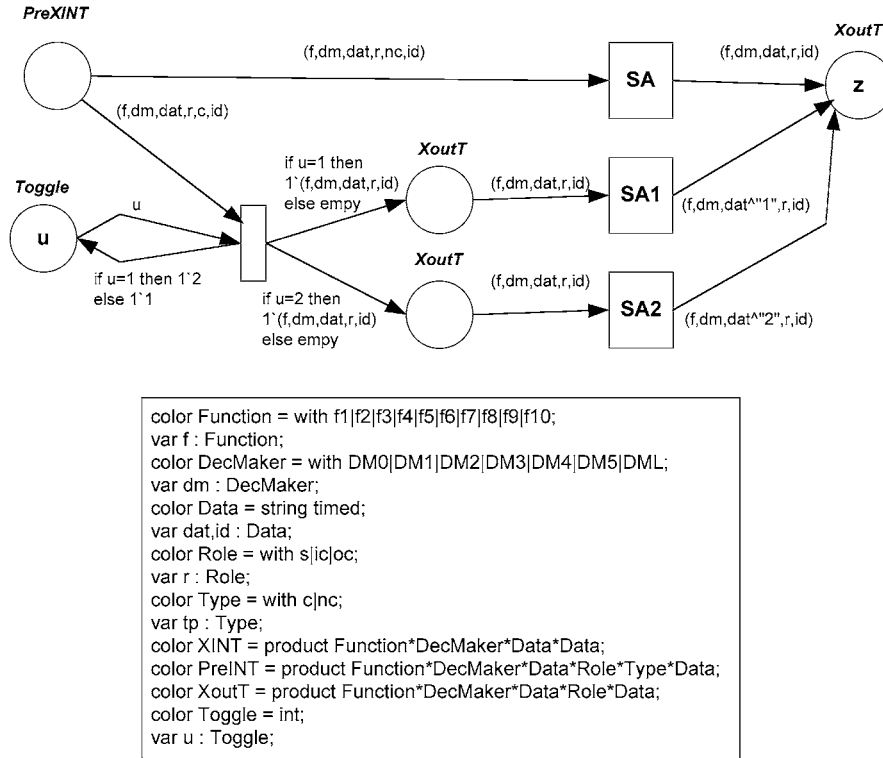 PreXINT
XoutT
(f,dm,dat,r,nc,id)
SA
(f,dm,dat,r,id)
z
(f,dm,dat,r,c,id)
Toggle
u
u
if u=1 then 1`2
else 1`1
if u=1 then
1`(f,dm,dat,r,id)
else empy
XoutT
(f,dm,dat,r,id)
SA1
(f,dm,dat^"1",r,id)
if u=2 then
1`(f,dm,dat,r,id)
else empy
XoutT
(f,dm,dat,r,id)
SA2
(f,dm,dat^"2",r,id)
color Function = with f1|f2|f3|f4|f5|f6|f7|f8|f9|f10;
var f : Function;
color DecMaker = with DM0|DM1|DM2|DM3|DM4|DM5|DML;
var dm : DecMaker;
color Data = string timed;
var dat,id : Data;
color Role = with s|ic|oc;
var r : Role;
color Type = with c|nc;
var tp : Type;
color XINT = product Function*DecMaker*Data*Data;
color PreINT = product Function*DecMaker*Data*Role*Type*Data;
color XoutT = product Function*DecMaker*Data*Role*Data;
color Toggle = int;
var u : Toggle;